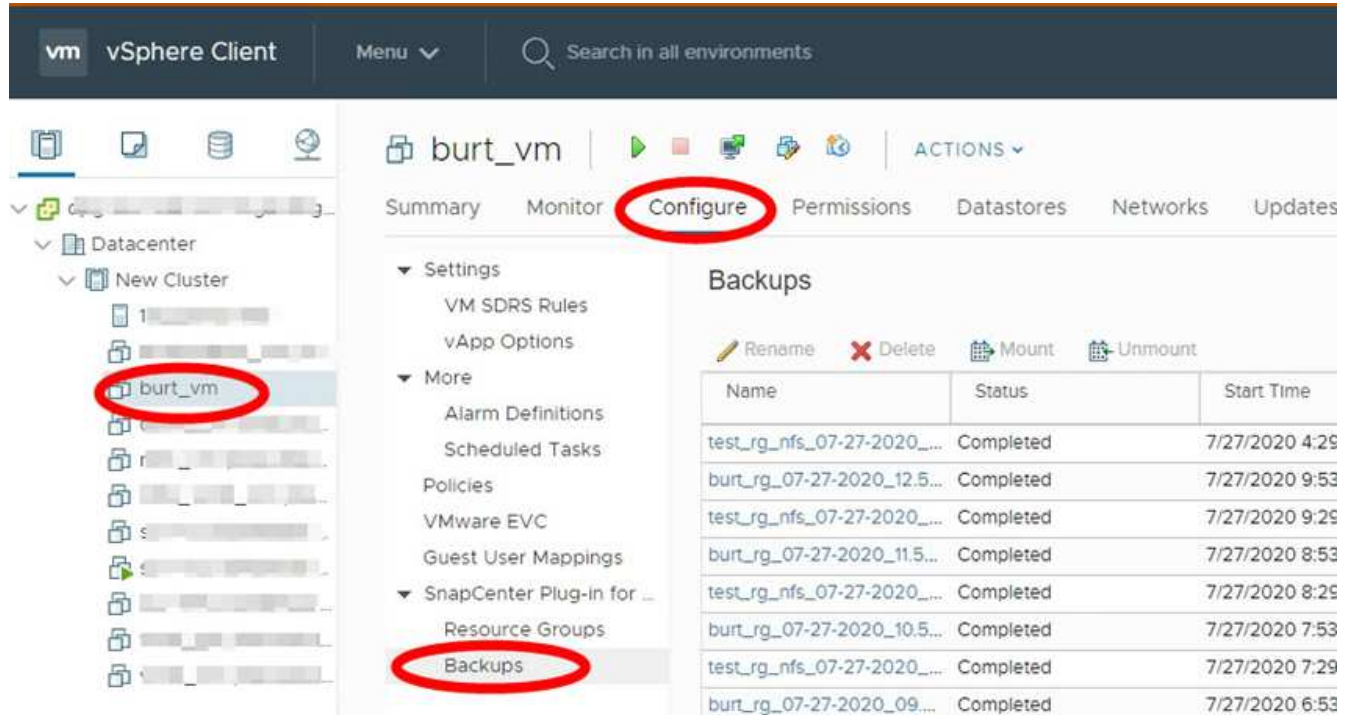 vm vSphere Client Menu Search in all environments
burt_vm ACTIONS
Summary Monitor Configure Permissions Datastores Networks Updates
Datacenter
New Cluster
burt_vm
Settings
VM SDRS Rules
vApp Options
More
Alarm Definitions
Scheduled Tasks
Policies
VMware EVC
Guest User Mappings
SnapCenter Plug-in for ...
Resource Groups
Backups
Backups
Rename Delete Mount Unmount
Name Status Start Time
test_rg_nfs_07-27-2020_... Completed 7/27/2020 4:29
burt_rg_07-27-2020_12.5... Completed 7/27/2020 9:53
test_rg_nfs_07-27-2020_... Completed 7/27/2020 9:29
burt_rg_07-27-2020_11.5... Completed 7/27/2020 8:53
test_rg_nfs_07-27-2020_... Completed 7/27/2020 8:29
burt_rg_07-27-2020_10.5... Completed 7/27/2020 7:53
test_rg_nfs_07-27-2020_... Completed 7/27/2020 7:29
burt_rg_07-27-2020_09.... Completed 7/27/2020 6:53